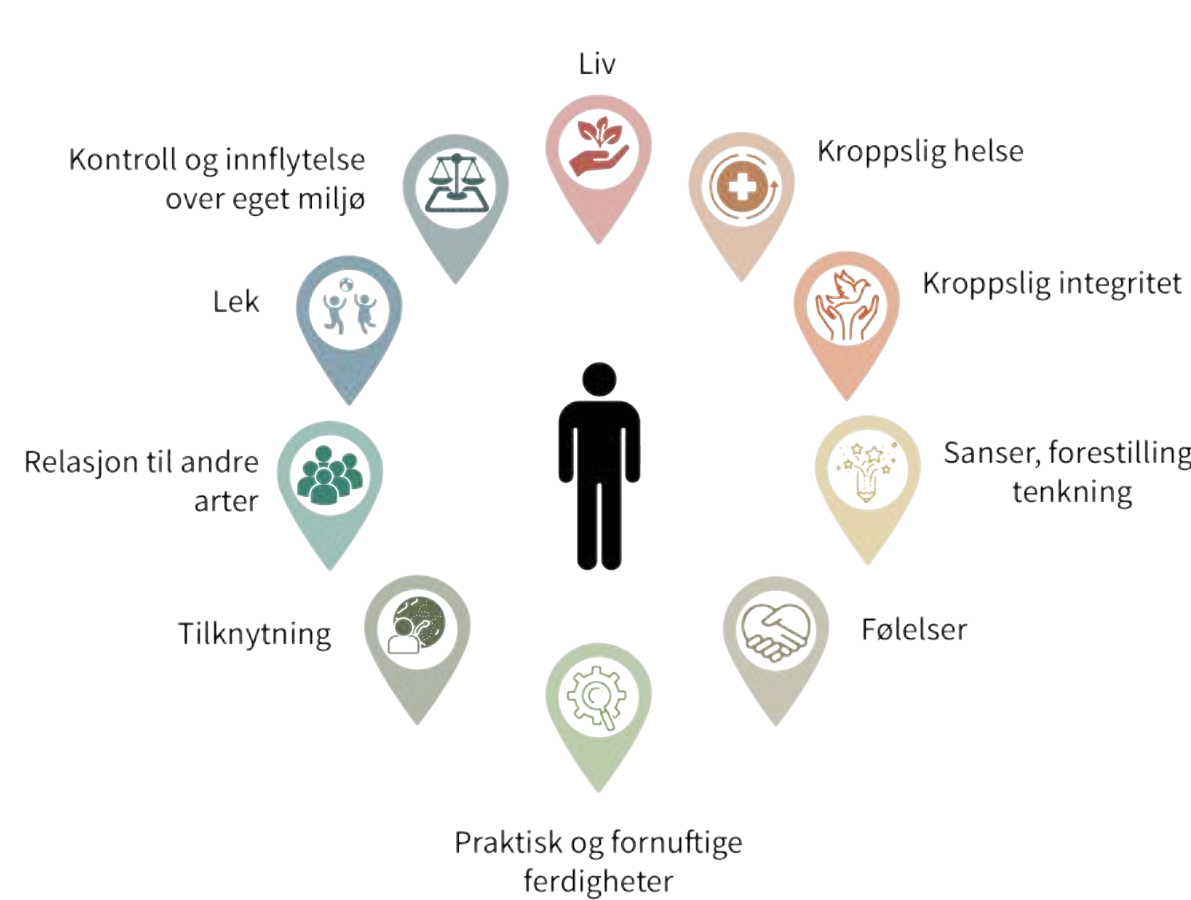 Liv
Kroppslig helse
Kroppslig integritet
Sanser, forestilling
tenkning
Følelser
Praktisk og fornuftige
ferdigheter
Tilknytning
Relasjon til andre
arter
Lek
Kontroll og innflytelse
over eget miljø